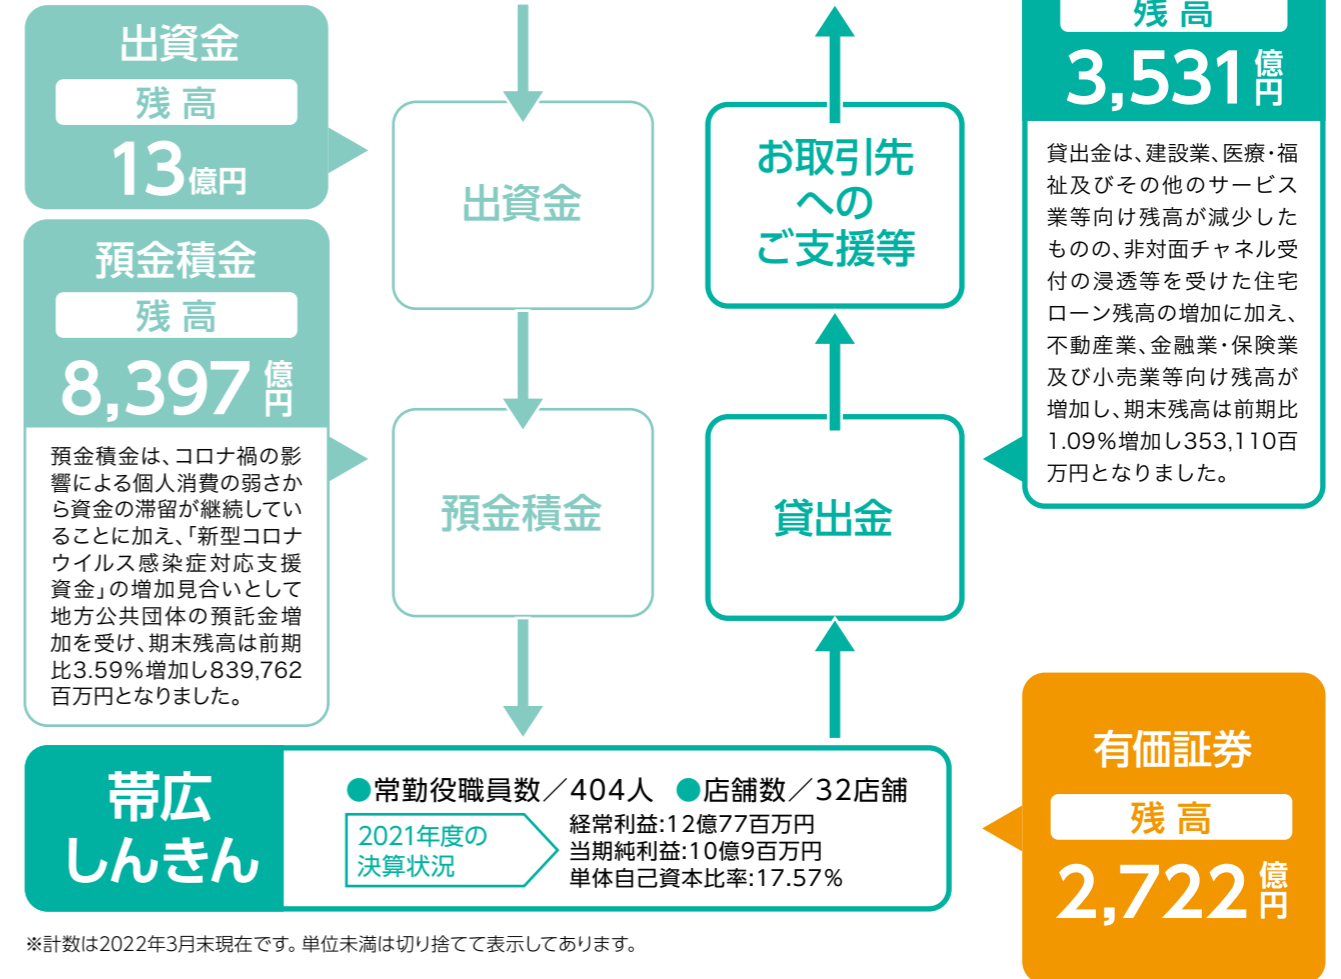 出資金
残高
13億円
預金積金
残高
8,397億円
預金積金は、コロナ禍の影
響による個人消費の弱さか
ら資金の滞留が継続してい
ることに加え、「新型コロナ
ウイルス感染症対応支援
資金」の増加見合いとして
地方公共団体の預託金増
加を受け、期末残高は前期
比3.59%増加し839,762
百万円となりました。
出資金
預金積金
お取引先
への
ご支援等
貸出金
残高
3,531億円
貸出金は、建設業、医療・福
祉及びその他のサービス
業等向け残高が減少した
ものの、非対面チャネル受
付の浸透等を受けた住宅
ローン残高の増加に加え、
不動産業、金融業・保険業
及び小売業等向け残高が
増加し、期末残高は前期比
1.09%増加し353,110百
万円となりました。
有価証券
残高
2,722億円
帯広
しんきん
●常勤役職員数／404人 ●店舗数／32店舗
2021年度の
決算状況
経常利益:12億77百万円
当期純利益:10億9百万円
単体自己資本比率:17.57%
※計数は2022年3月末現在です。単位未満は切り捨てて表示してあります。